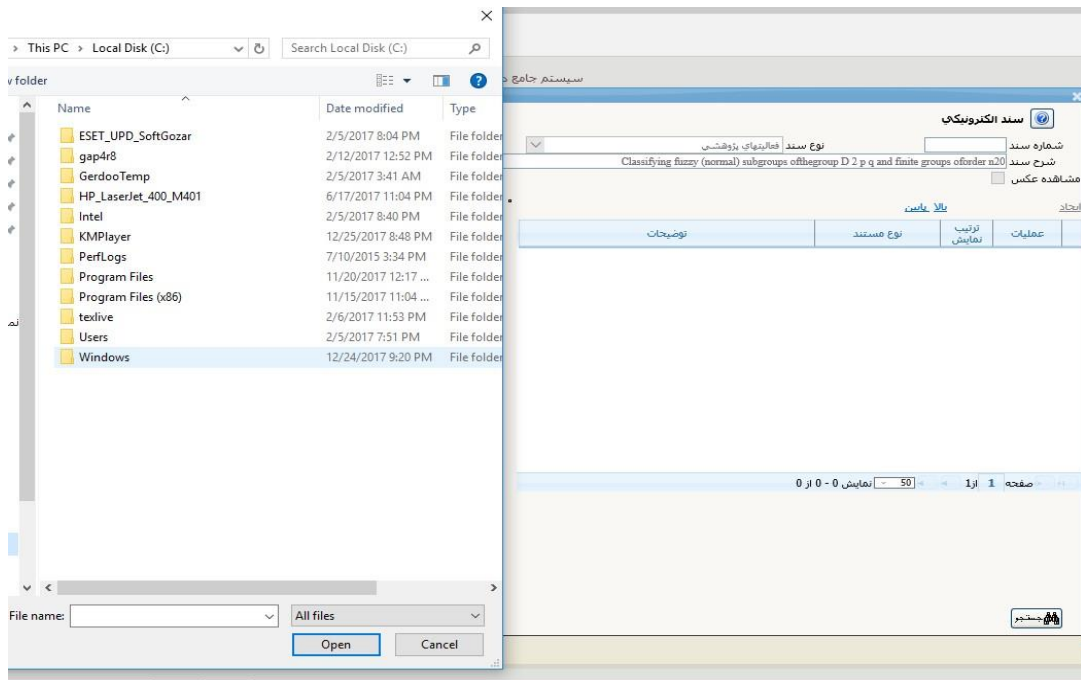 This PC > Local Disk (C:)
Search Local Disk (C:)
v folder
Name Date modified Type
ESET_UPD_SoftGozar 2/5/2017 8:04 PM File folder
gap4r8 2/12/2017 12:52 PM File folder
GerdooTemp 2/5/2017 3:41 AM File folder
HP_LaserJet_400_M401 6/17/2017 11:04 PM File folder
Intel 2/5/2017 8:40 PM File folder
KMPlayer 12/25/2017 8:48 PM File folder
PerfLogs 7/10/2015 3:34 PM File folder
Program Files 11/20/2017 12:17 ... File folder
Program Files (x86) 11/15/2017 11:04 ... File folder
texlive 2/6/2017 11:53 PM File folder
Users 2/5/2017 7:51 PM File folder
Windows 12/24/2017 9:20 PM File folder
File name: All files
Open Cancel
سیستم جامع د
سند الکترونیکی
شماره سند نوع سند فعالیتهای پژوهشی
شرح سند Classifying fuzzy (normal) subgroups ofthegroup D 2 p q and finite groups oforder n20
مشاهده عکس
ایجاد بالا پایین
عملیات ترتیب نمایش نوع مستند توضیحات
صفحه 1 از 1 50 نمایش 0 - 0 از 0
جستجو